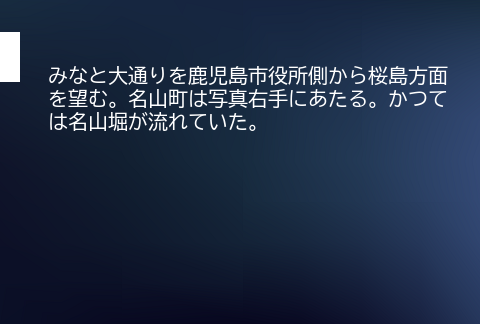 みなと大通りを鹿児島市役所側から桜島方面
を望む。名山町は写真右手にあたる。かつて
は名山堀が流れていた。